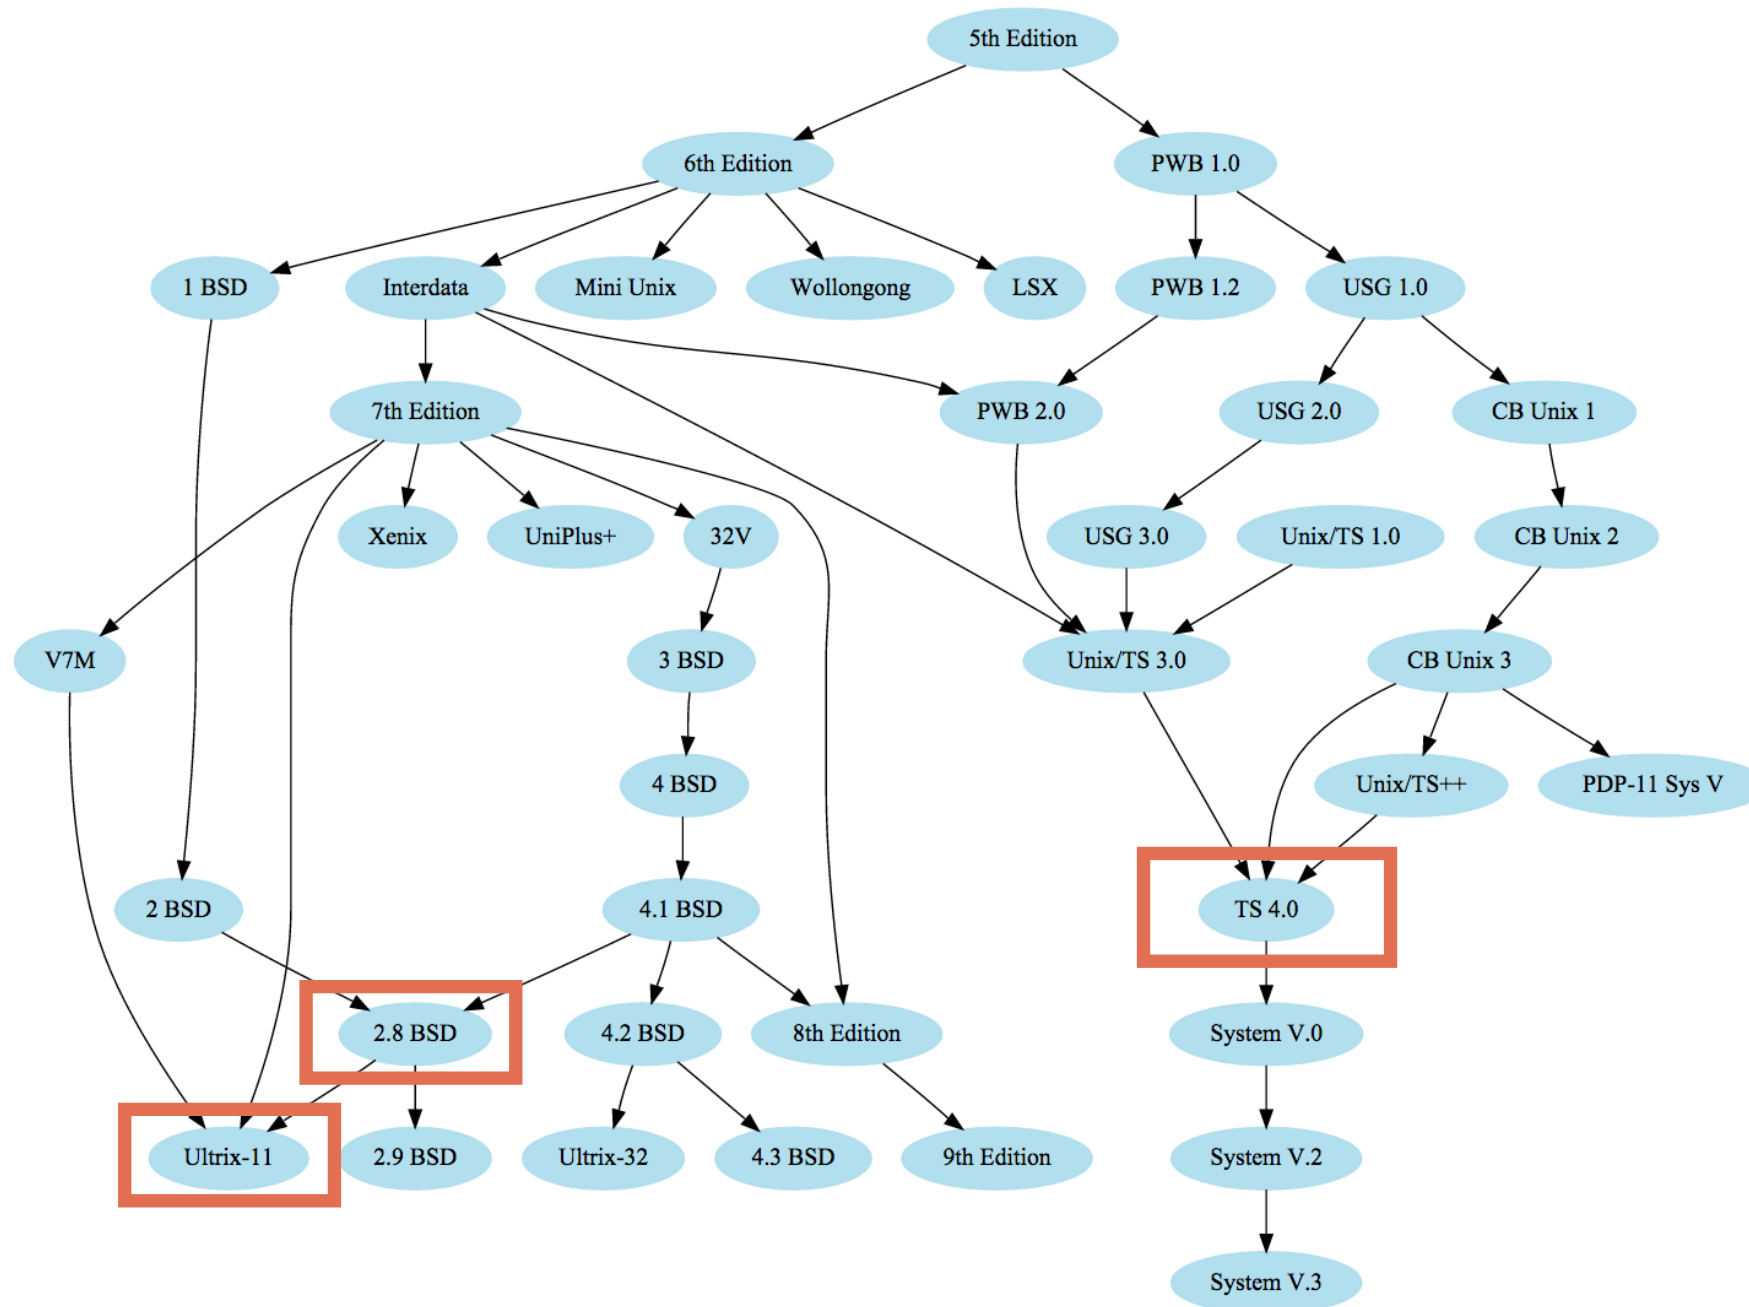 5th Edition
6th Edition
PWB 1.0
1 BSD
Interdata
Mini Unix
Wollongong
LSX
PWB 1.2
USG 1.0
7th Edition
PWB 2.0
USG 2.0
CB Unix 1
Xenix
UniPlus+
32V
USG 3.0
Unix/TS 1.0
CB Unix 2
V7M
3 BSD
Unix/TS 3.0
CB Unix 3
4 BSD
Unix/TS++
PDP-11 Sys V
2 BSD
4.1 BSD
TS 4.0
2.8 BSD
4.2 BSD
8th Edition
System V.0
Ultrix-11
2.9 BSD
Ultrix-32
4.3 BSD
9th Edition
System V.2
System V.3